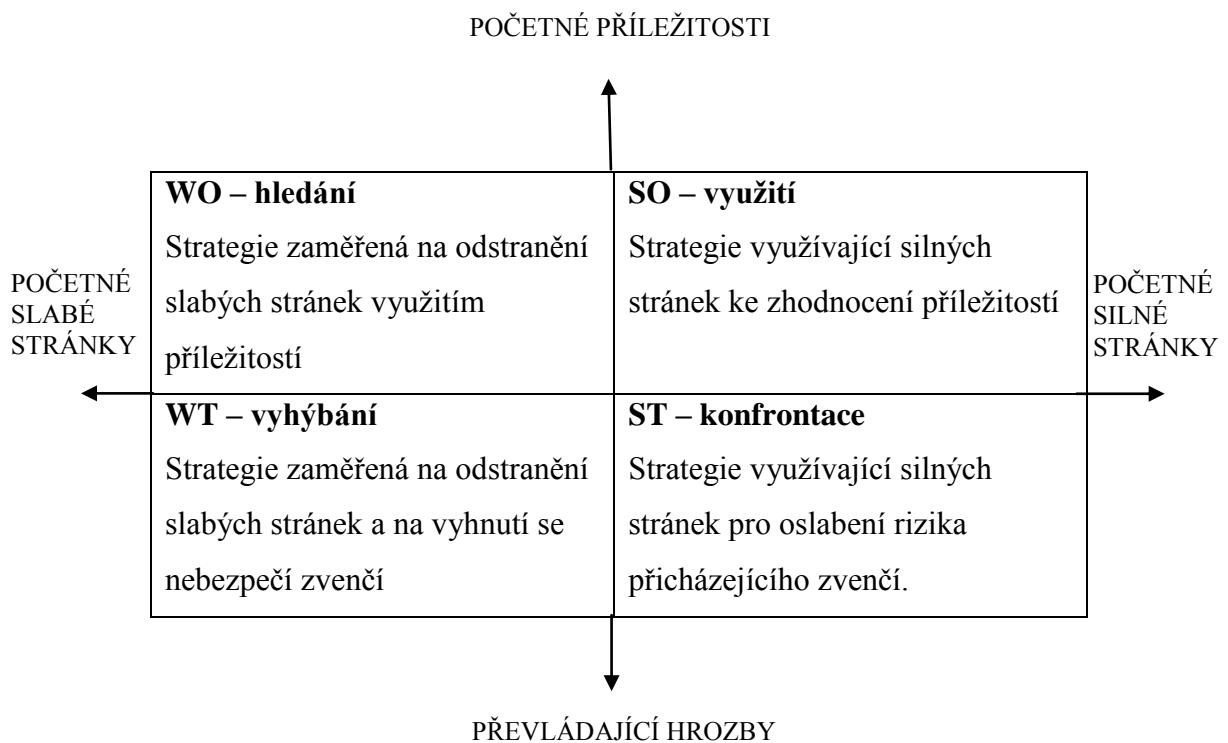 POČETNÉ PŘÍLEŽITOSTI
WO – hledání
Strategie zaměřená na odstranění
slabých stránek využitím
příležitostí
SO – využití
Strategie využívající silných
stránek ke zhodnocení příležitostí
POČETNÉ
SLABÉ
STRÁNKY
POČETNÉ
SILNÉ
STRÁNKY
WT – vyhýbání
Strategie zaměřená na odstranění
slabých stránek a na vyhnutí se
nebezpečí zvenčí
ST – konfrontace
Strategie využívající silných
stránek pro oslabení rizika
přicházejícího zvenčí.
PŘEVLÁDAJÍCÍ HROZBY